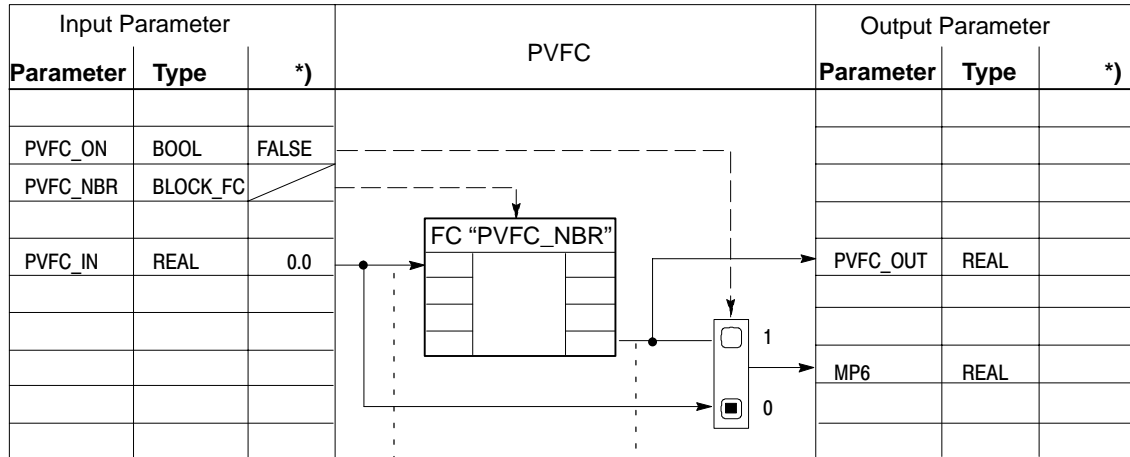 Input Parameter PVFC Output Parameter
Parameter Type *) Parameter Type *)
PVFC_ON BOOL FALSE
PVFC_NBR BLOCK_FC
FC “PVFC_NBR”
PVFC_IN REAL 0.0 PVFC_OUT REAL
1
MP6 REAL
0